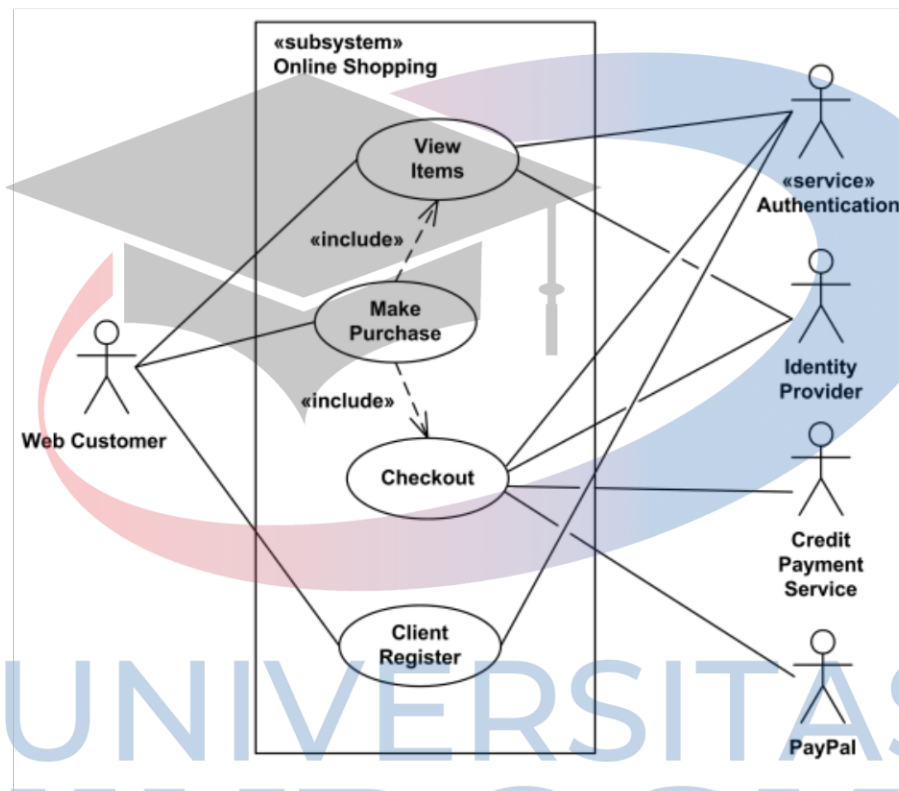 «subsystem»
Online Shopping
View
Items
«service»
Authentication
«include»
Make
Purchase
Identity
Provider
«include»
Web Customer
Checkout
Credit
Payment
Service
Client
Register
PayPal
UNIVERSITAS